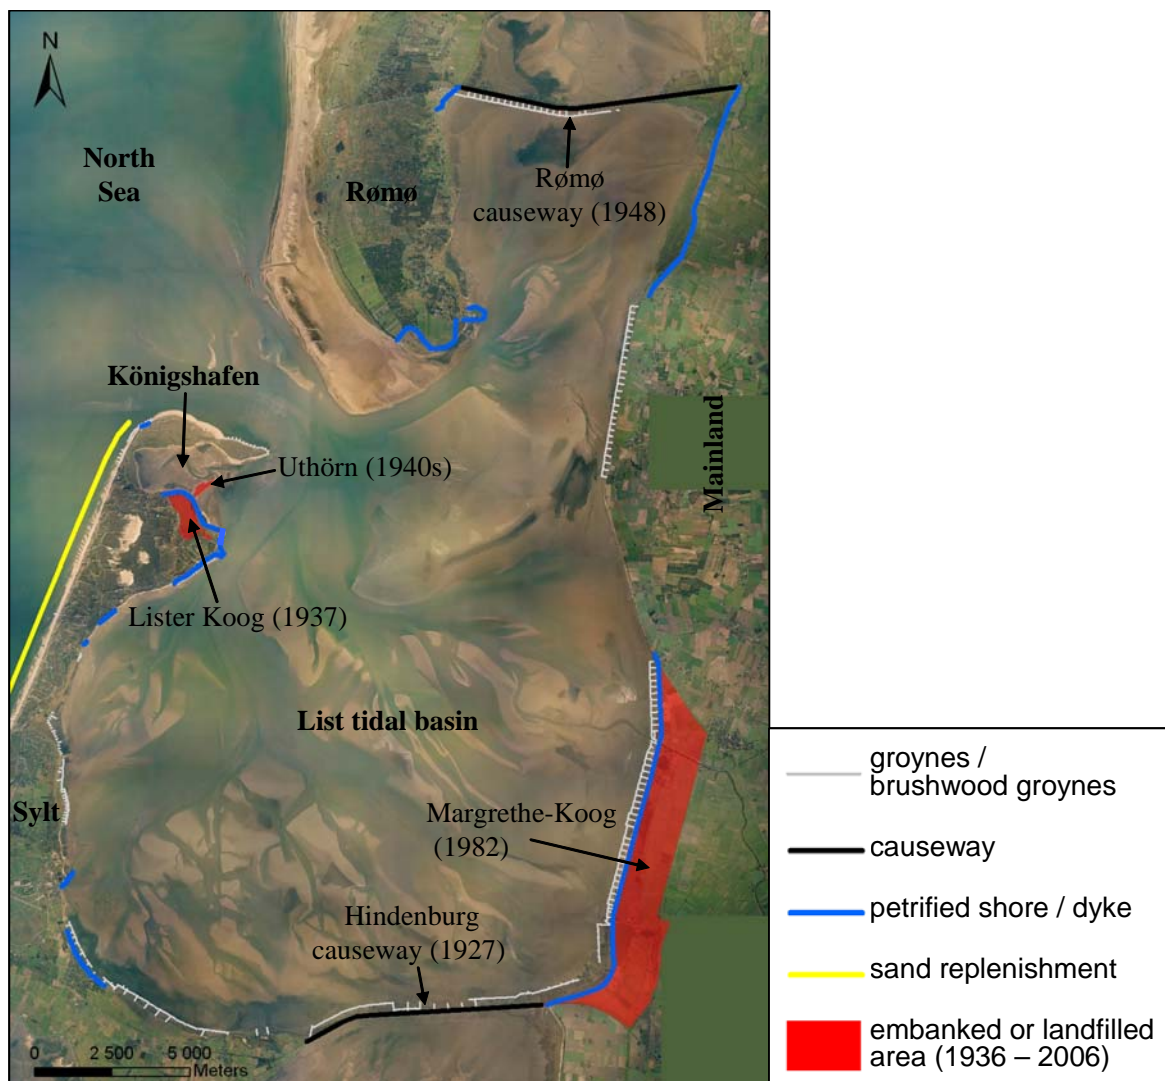 N
North
Sea
Rømø
Rømø
causeway (1948)
Königshafen
Uthörn (1940s)
Mainland
Lister Koog (1937)
List tidal basin
Sylt
Margrethe-Koog
(1982)
Hindenburg
causeway (1927)
0 2 500 5 000
Meters
groynes /
brushwood groynes
causeway
petrified shore / dyke
sand replenishment
embanked or landfilled
area (1936 – 2006)